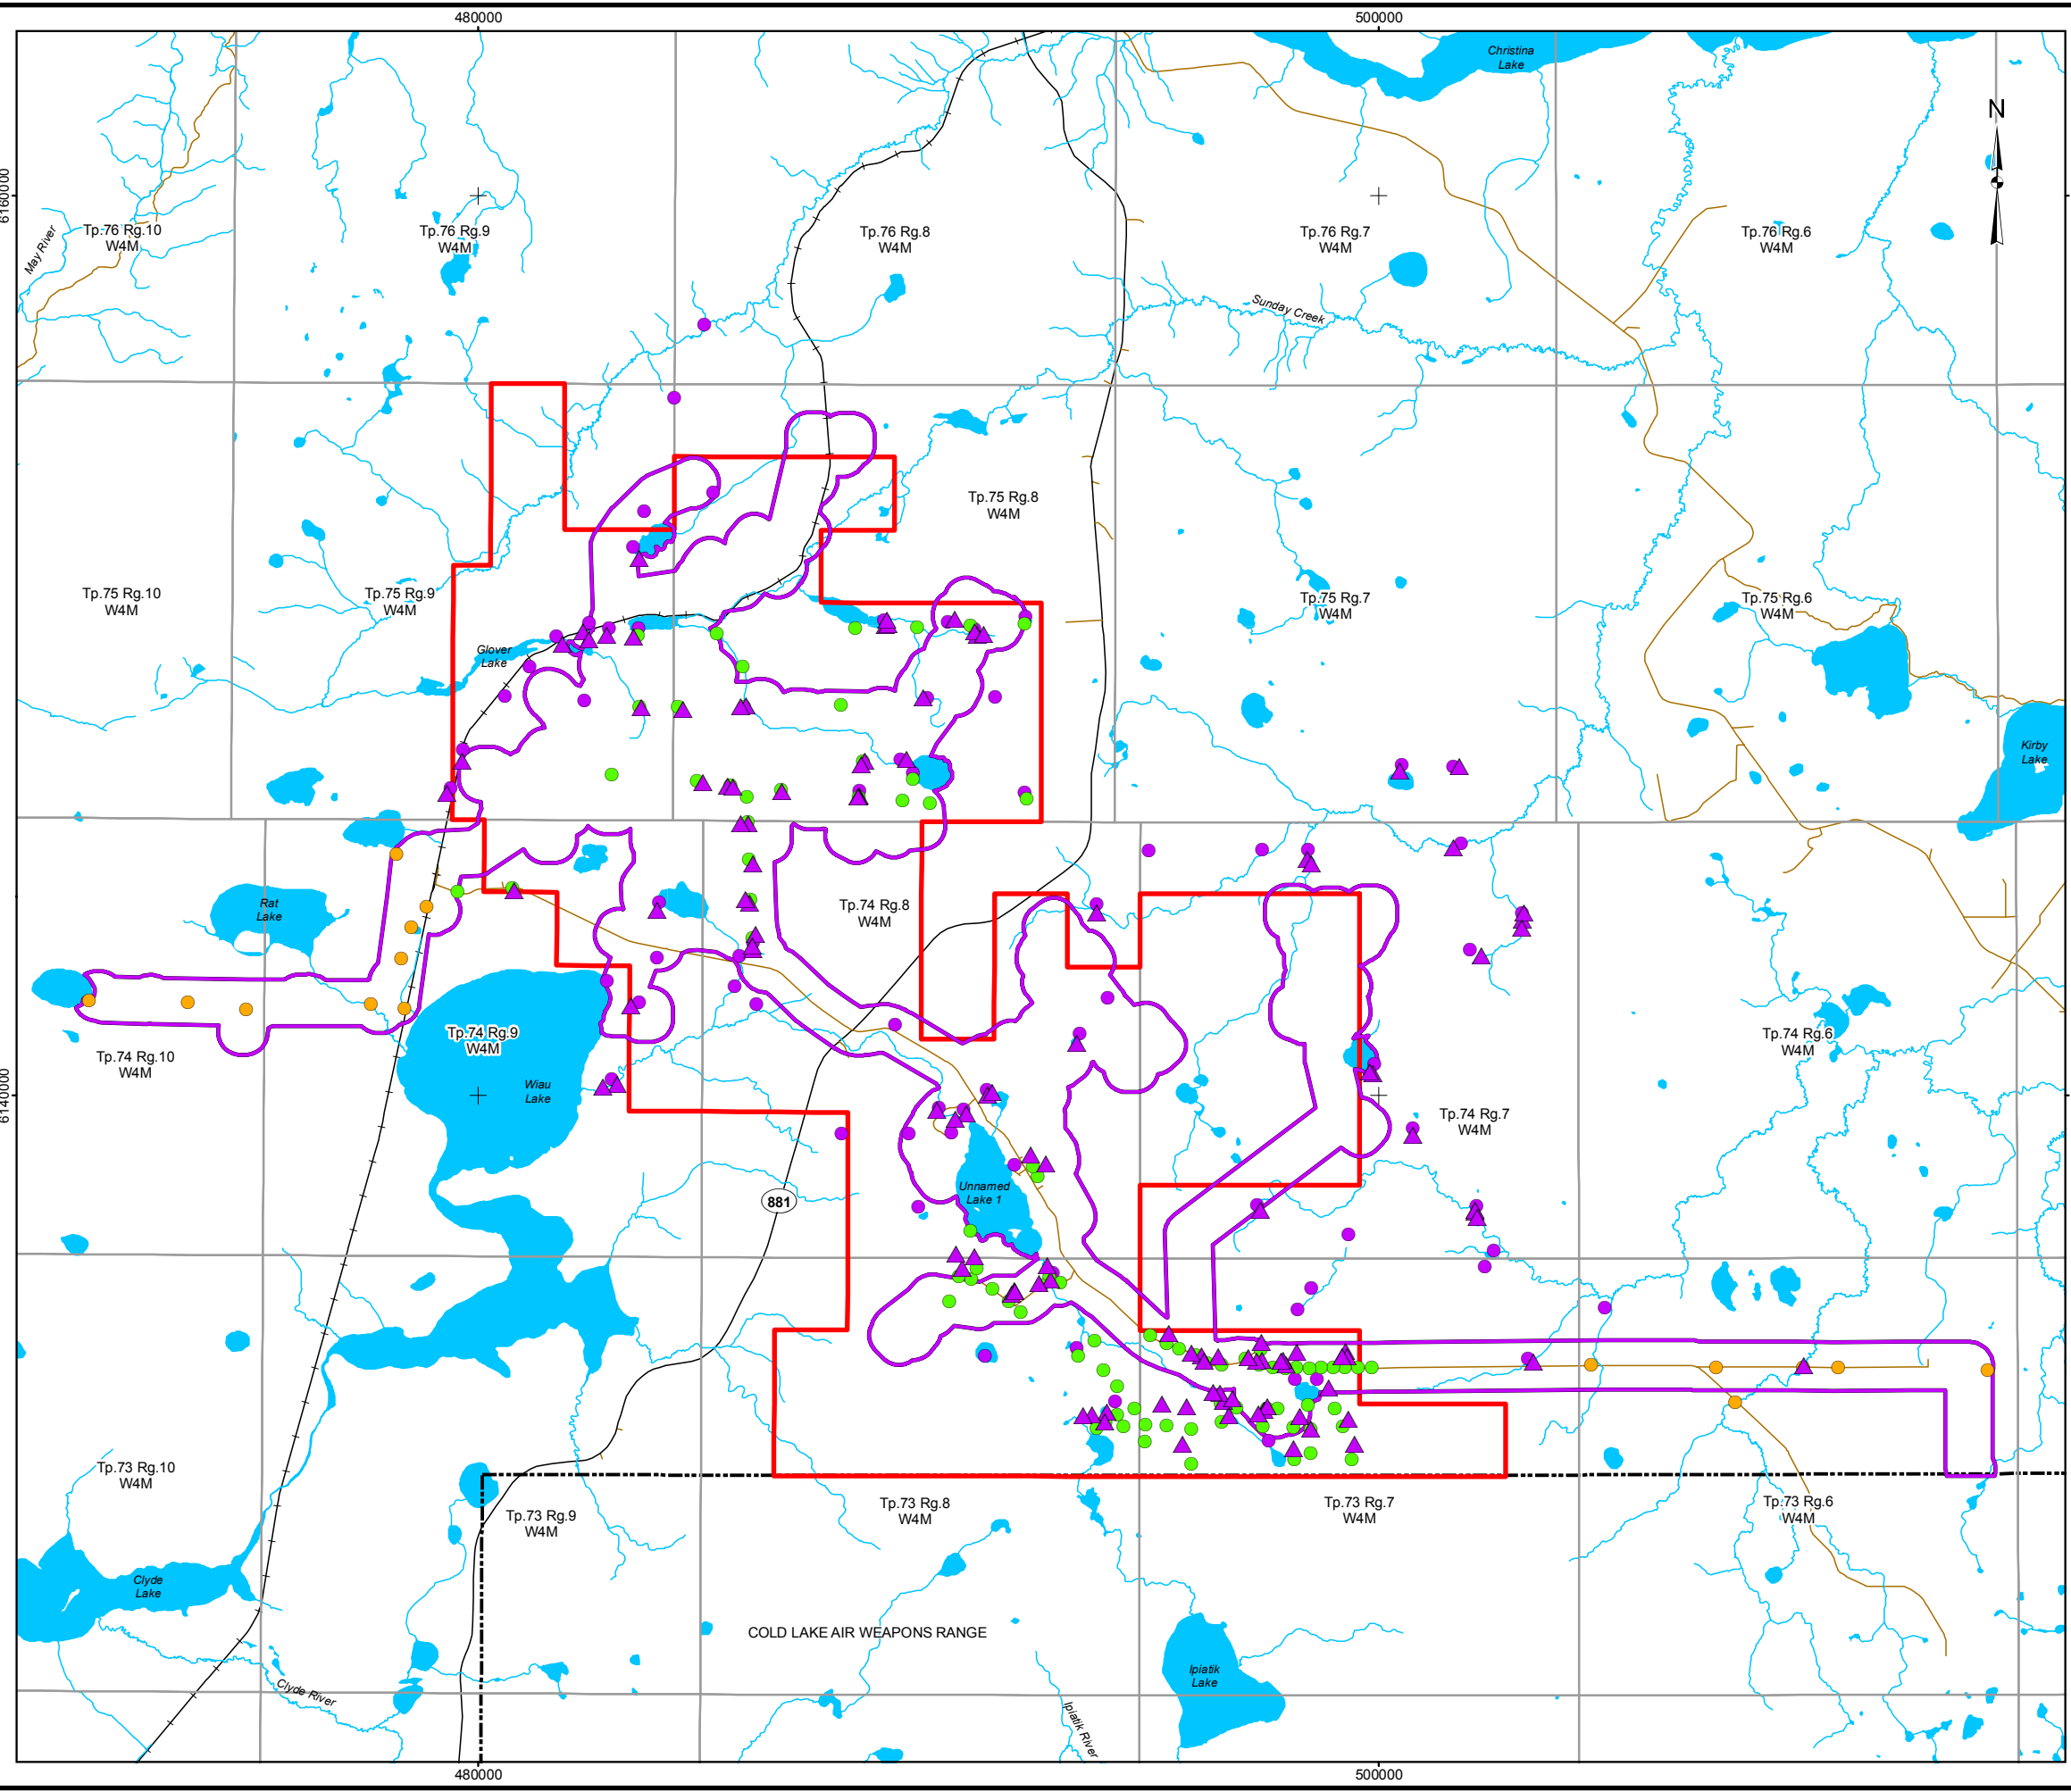 480000
500000
Christina
Lake
N
6160000
May River
Tp.76 Rg.10
W4M
Tp.76 Rg.9
W4M
Tp.76 Rg.8
W4M
Tp.76 Rg.7
W4M
Tp.76 Rg.6
W4M
Sunday Creek
Tp.75 Rg.8
W4M
Tp.75 Rg.10
W4M
Tp.75 Rg.9
W4M
Tp.75 Rg.7
W4M
Tp.75 Rg.6
W4M
Glover
Lake
Kirby
Lake
Rat
Lake
Tp.74 Rg.8
W4M
Tp.74 Rg.9
W4M
Tp.74 Rg.10
W4M
Tp.74 Rg.6
W4M
Wiau
Lake
6140000
Tp.74 Rg.7
W4M
Unnamed
Lake 1
881
Tp.73 Rg.10
W4M
Tp.73 Rg.9
W4M
Tp.73 Rg.8
W4M
Tp.73 Rg.7
W4M
Tp.73 Rg.6
W4M
Clyde
Lake
COLD LAKE AIR WEAPONS RANGE
Ipiatik
Lake
Clyde River
Ipiatik River
480000
500000